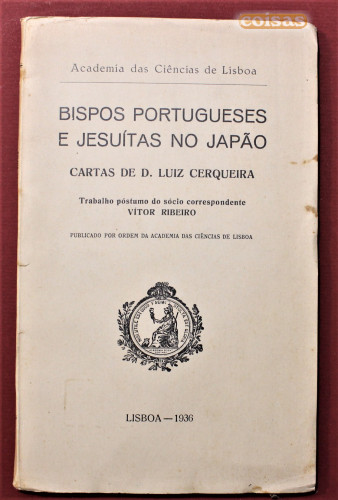 coisas
Academia das Ciências de Lisboa
BISPOS PORTUGUESES
E JESUÍTAS NO JAPÃO
CARTAS DE D. LUIZ CERQUEIRA
Trabalho póstumo do sócio correspondente
VÍTOR RIBEIRO
PUBLICADO POR ORDEM DA ACADEMIA DAS CIÊNCIAS DE LISBOA
LISBOA — 1936